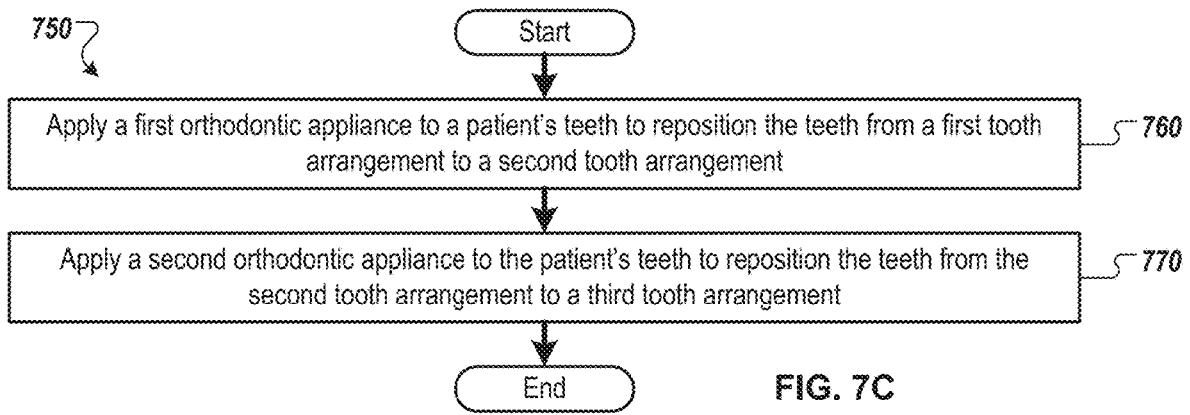 750
Start
Apply a first orthodontic appliance to a patient's teeth to reposition the teeth from a first tooth
arrangement to a second tooth arrangement
760
Apply a second orthodontic appliance to the patient's teeth to reposition the teeth from the
second tooth arrangement to a third tooth arrangement
770
End
FIG. 7C